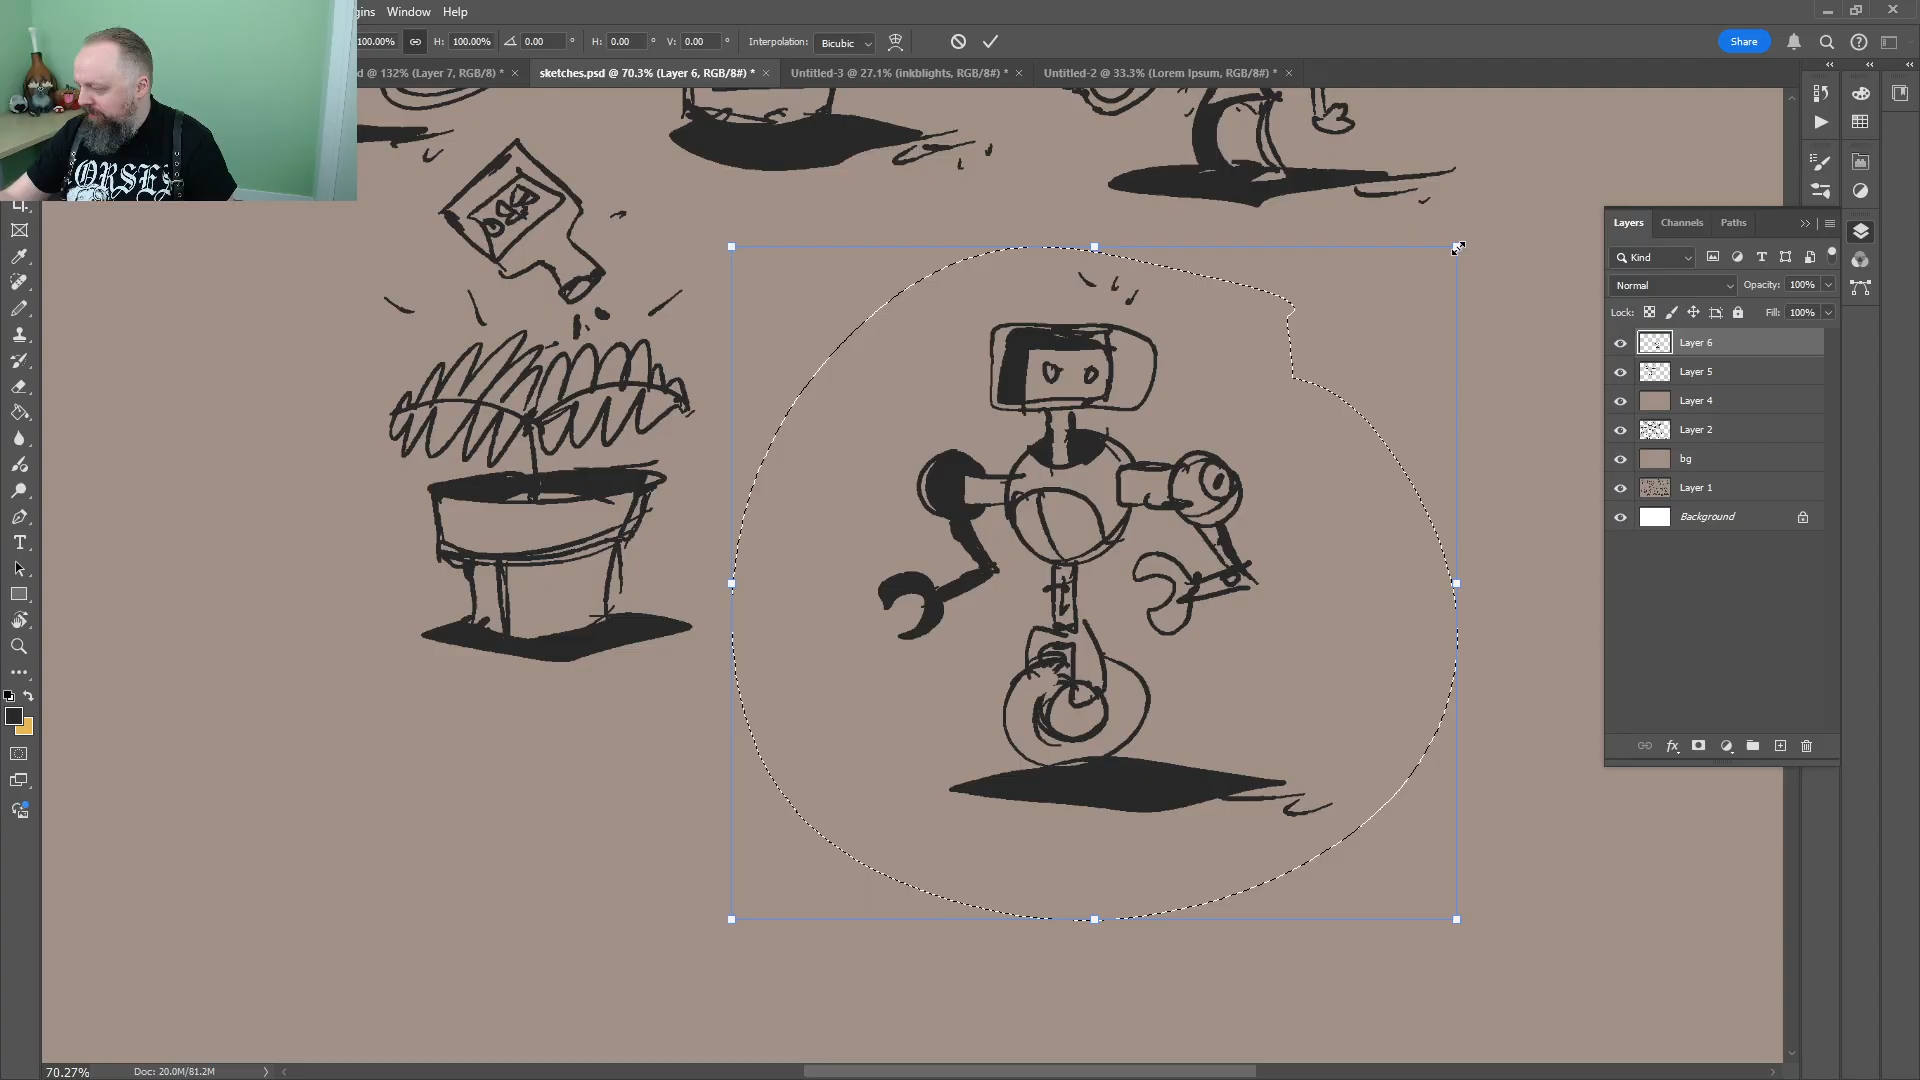 gins Window Help
100.00% H: 100.00% 0.00 ° H: 0.00 ° V: 0.00 ° Interpolation: Bicubic Share
d @ 132% (Layer 7, RGB/8) * × sketches.psd @ 70.3% (Layer 6, RGB/8#) * × Untitled-3 @ 27.1% (inkblights, RGB/8#) * × Untitled-2 @ 33.3% (Lorem Ipsum, RGB/8#) * ×
ORSE
Layers Channels Paths
Kind
Normal Opacity: 100%
Lock: Fill: 100%
Layer 6
Layer 5
Layer 4
Layer 2
bg
Layer 1
Background
fx
70.27% Doc: 20.0M/81.2M